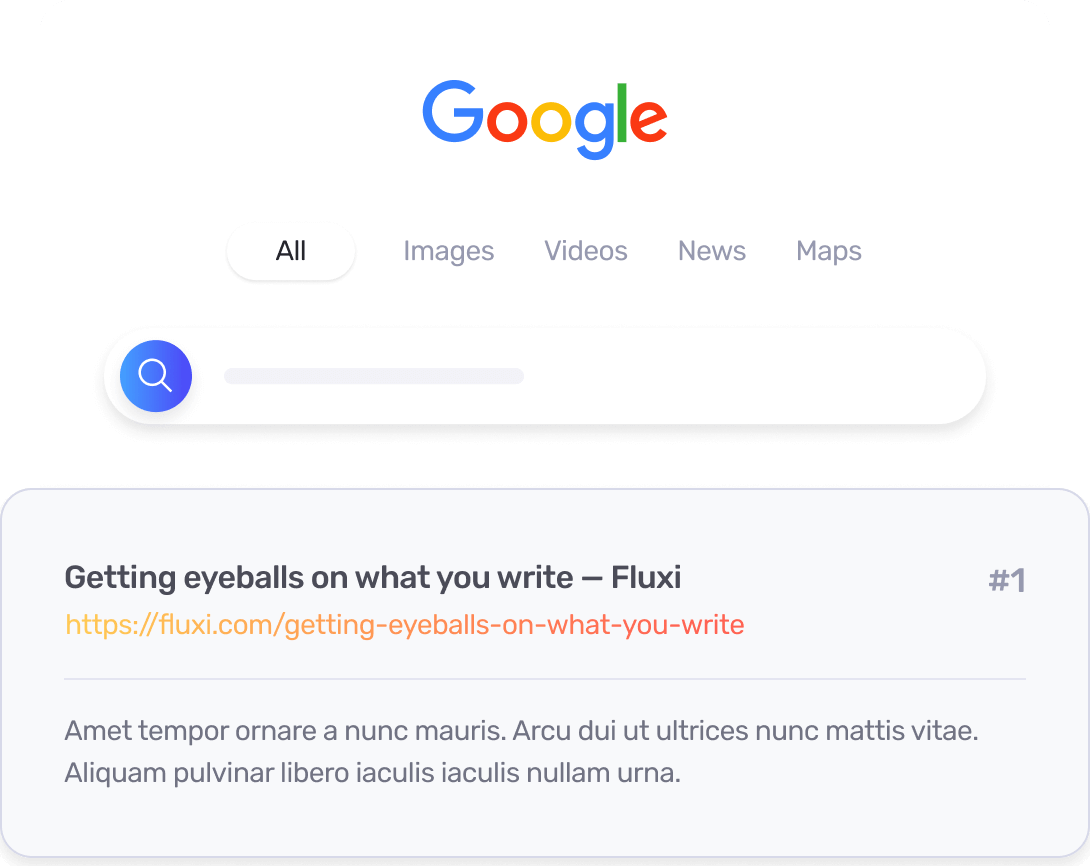 Google
All Images Videos News Maps
Getting eyeballs on what you write — Fluxi
#1
https://fluxi.com/getting-eyeballs-on-what-you-write
Amet tempor ornare a nunc mauris. Arcu dui ut ultrices nunc mattis vitae.
Aliquam pulvinar libero iaculis iaculis nullam urna.